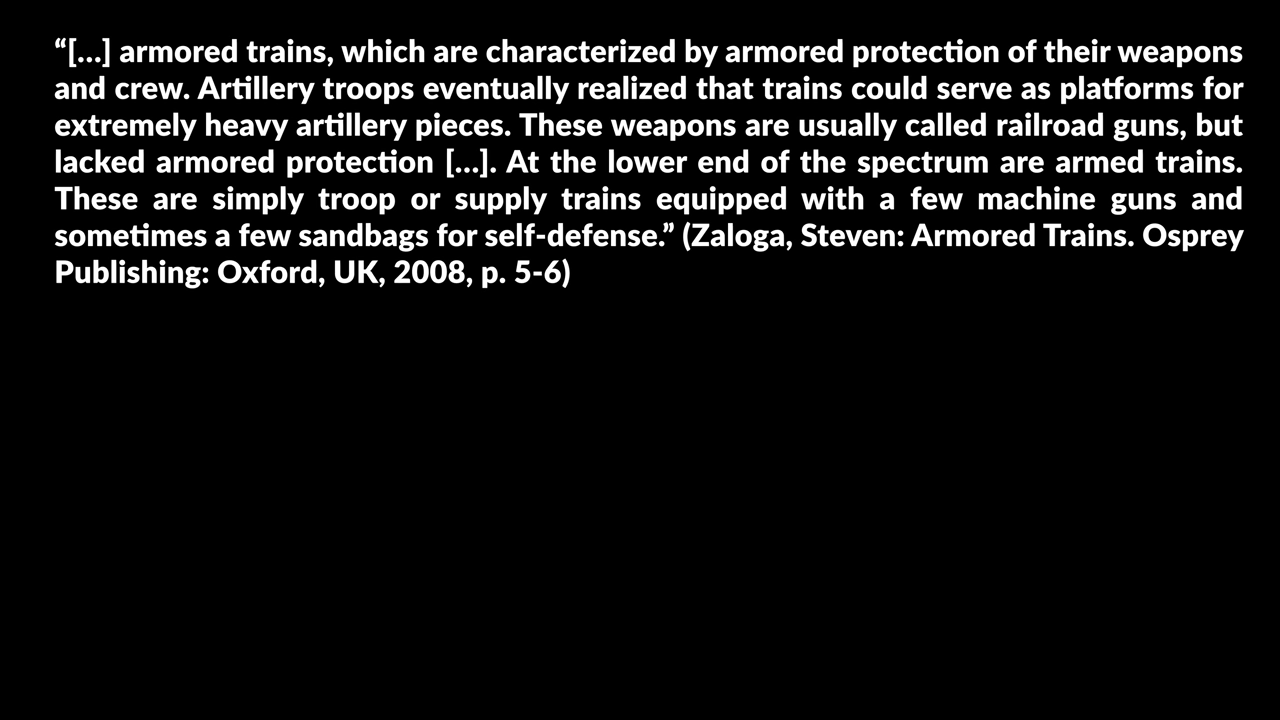 “[…] armored trains, which are characterized by armored protection of their weapons
and crew. Artillery troops eventually realized that trains could serve as platforms for
extremely heavy artillery pieces. These weapons are usually called railroad guns, but
lacked armored protection […]. At the lower end of the spectrum are armed trains.
These are simply troop or supply trains equipped with a few machine guns and
sometimes a few sandbags for self-defense.” (Zaloga, Steven: Armored Trains. Osprey
Publishing: Oxford, UK, 2008, p. 5-6)